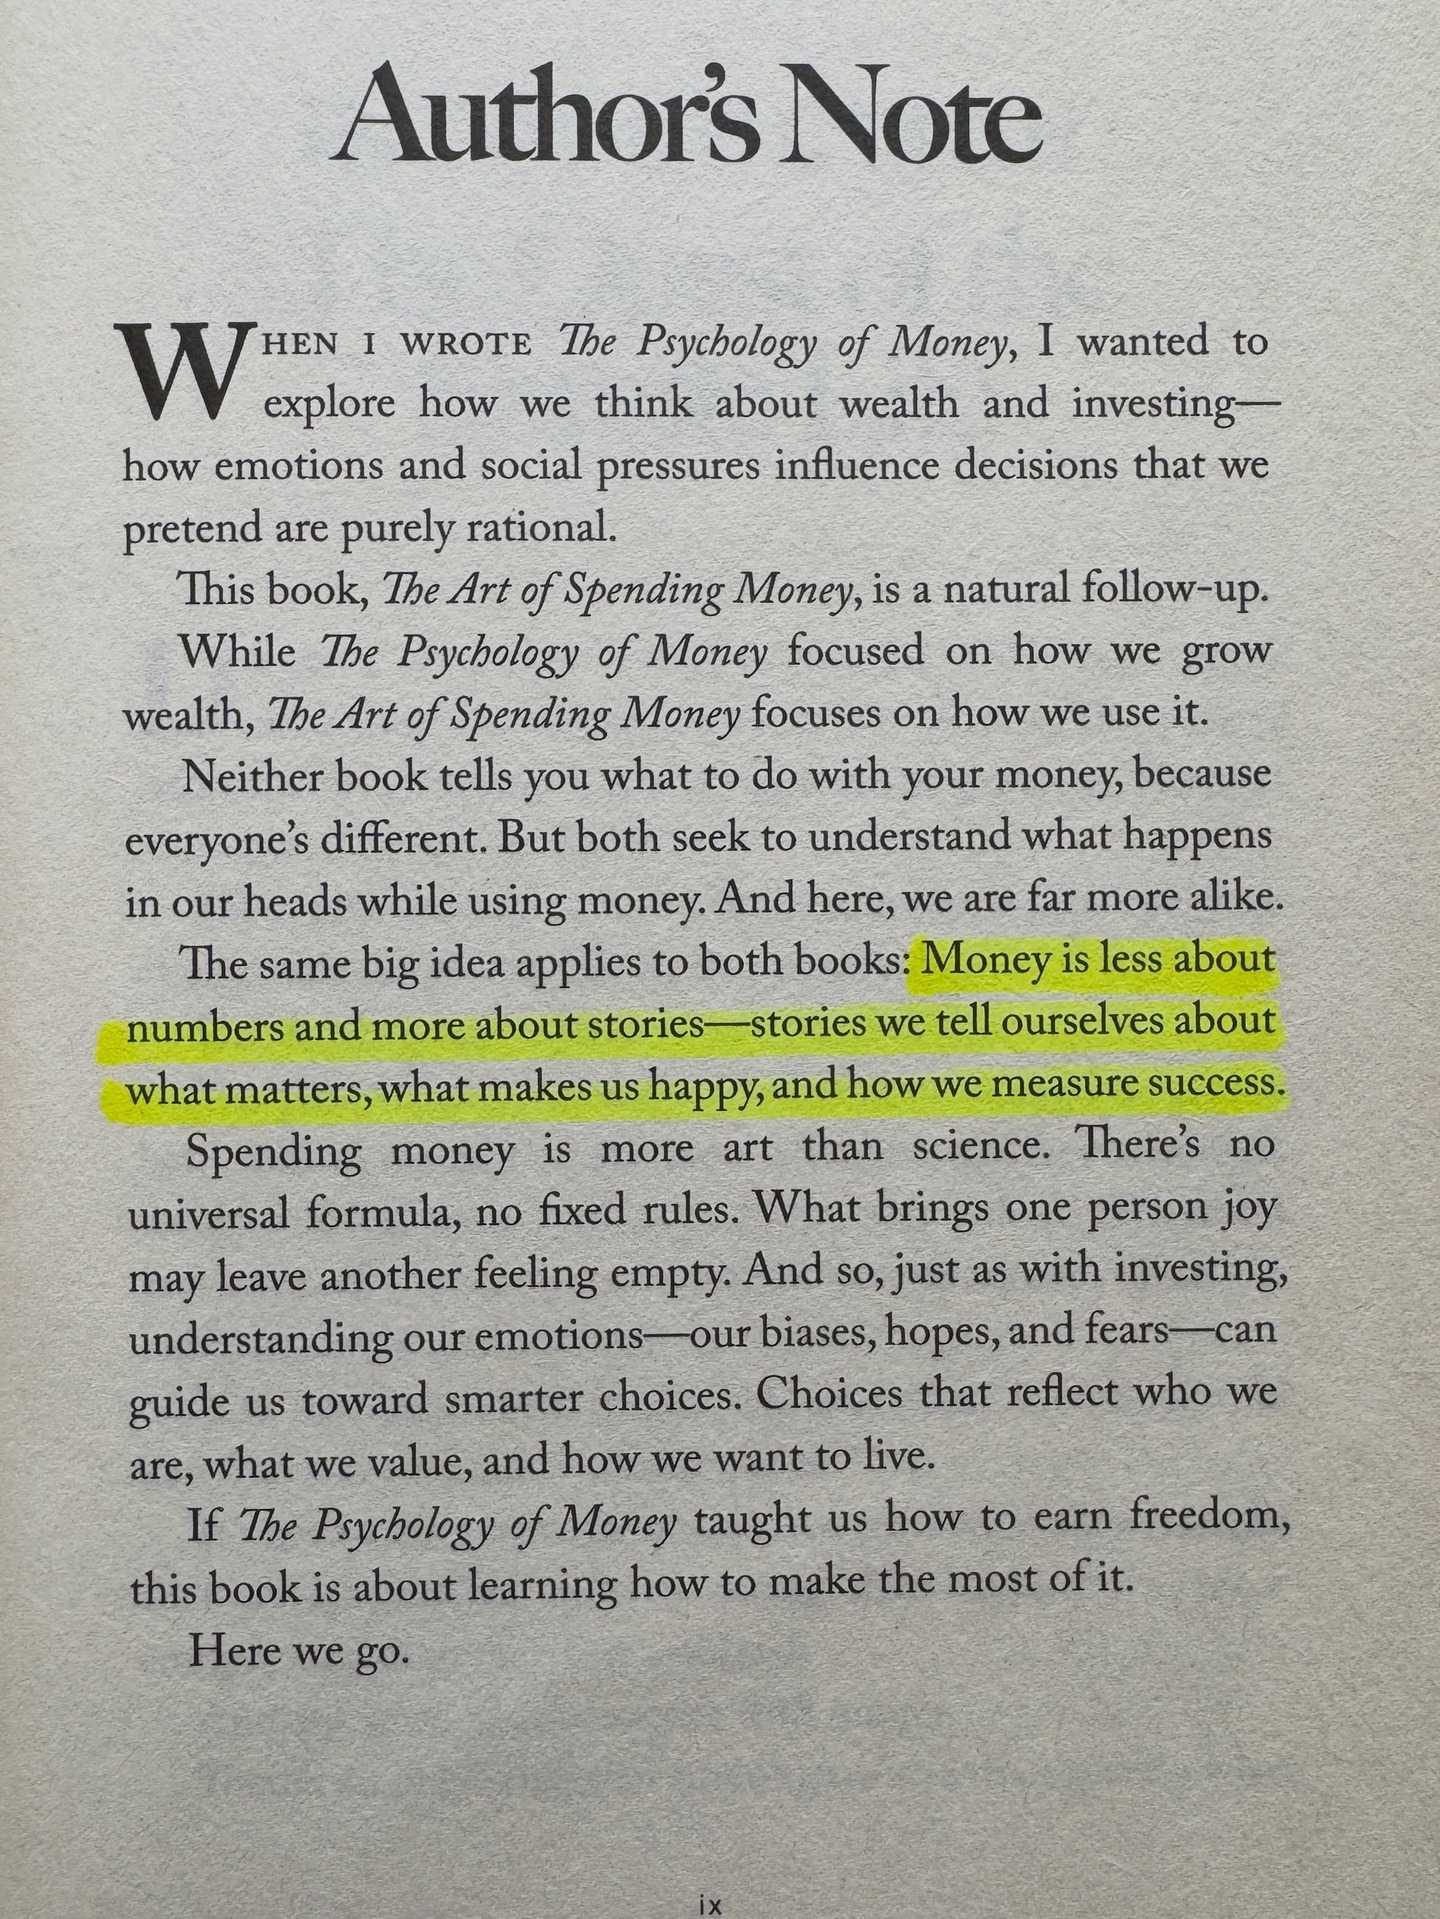 Author's Note
WHEN I WROTE The Psychology of Money, I wanted to
explore how we think about wealth and investing—
how emotions and social pressures influence decisions that we
pretend are purely rational.
This book, The Art of Spending Money, is a natural follow-up.
While The Psychology of Money focused on how we grow
wealth, The Art of Spending Money focuses on how we use it.
Neither book tells you what to do with your money, because
everyone's different. But both seek to understand what happens
in our heads while using money. And here, we are far more alike.
The same big idea applies to both books: Money is less about
numbers and more about stories—stories we tell ourselves about
what matters, what makes us happy, and how we measure success.
Spending money is more art than science. There's no
universal formula, no fixed rules. What brings one person joy
may leave another feeling empty. And so, just as with investing,
understanding our emotions—our biases, hopes, and fears—can
guide us toward smarter choices. Choices that reflect who we
are, what we value, and how we want to live.
If The Psychology of Money taught us how to earn freedom,
this book is about learning how to make the most of it.
Here we go.
ix